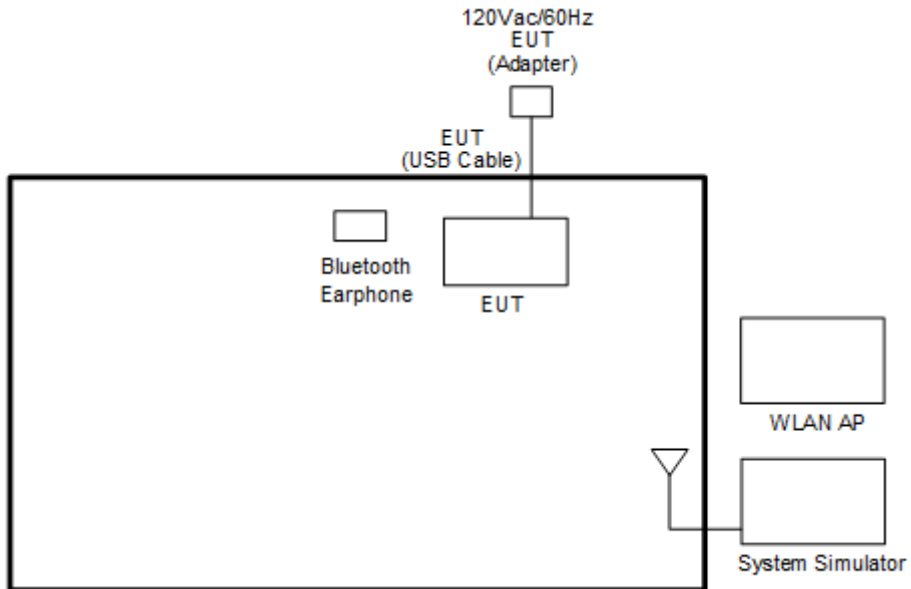 120Vac/60Hz
EUT
(Adapter)
EUT
(USB Cable)
Bluetooth
Earphone
EUT
WLAN AP
System Simulator